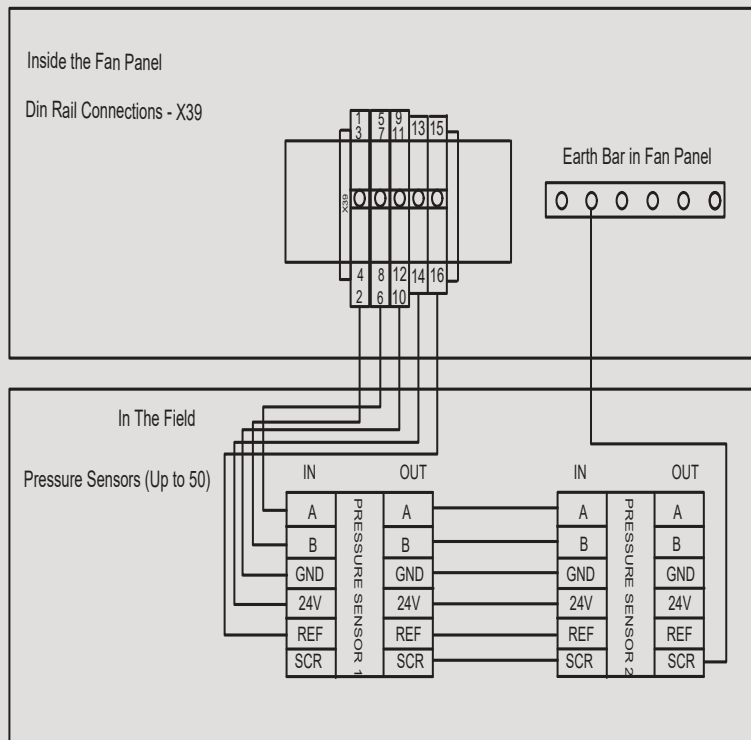 Inside the Fan Panel
Din Rail Connections - X39
1 5 9
3 7 11 13 15
Earth Bar in Fan Panel
X39
4 8 12 14 16
2 6 10
In The Field
Pressure Sensors (Up to 50)
IN OUT IN OUT
A A A A
B B B B
GND GND GND GND
24V 24V 24V 24V
REF REF REF REF
SCR SCR SCR SCR
PRESSURE SENSOR 1
PRESSURE SENSOR 2